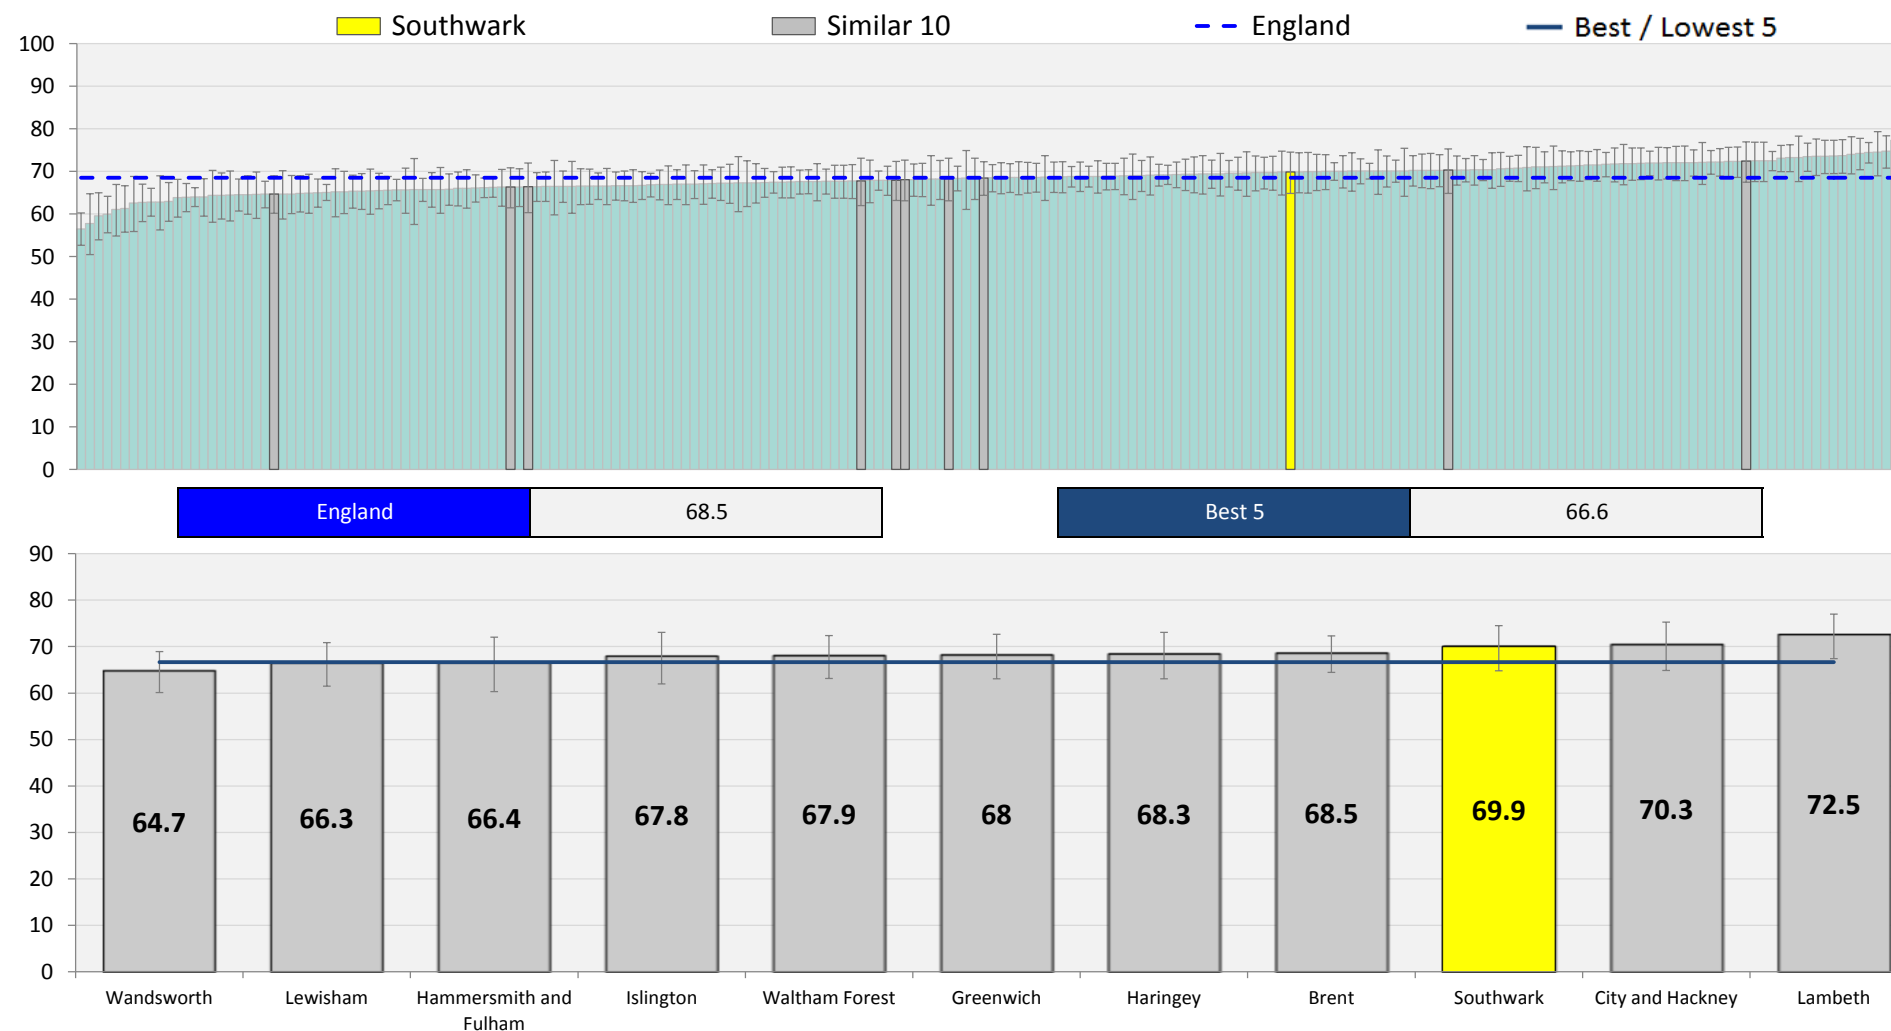 Southwark
Similar 10
England
Best / Lowest 5
100
90
80
70
60
50
40
30
20
10
0
England
68.5
Best 5
66.6
90
80
70
60
50
40
30
20
10
0
64.7
66.3
66.4
67.8
67.9
68
68.3
68.5
69.9
70.3
72.5
Wandsworth
Lewisham
Hammersmith and
Fulham
Islington
Waltham Forest
Greenwich
Haringey
Brent
Southwark
City and Hackney
Lambeth